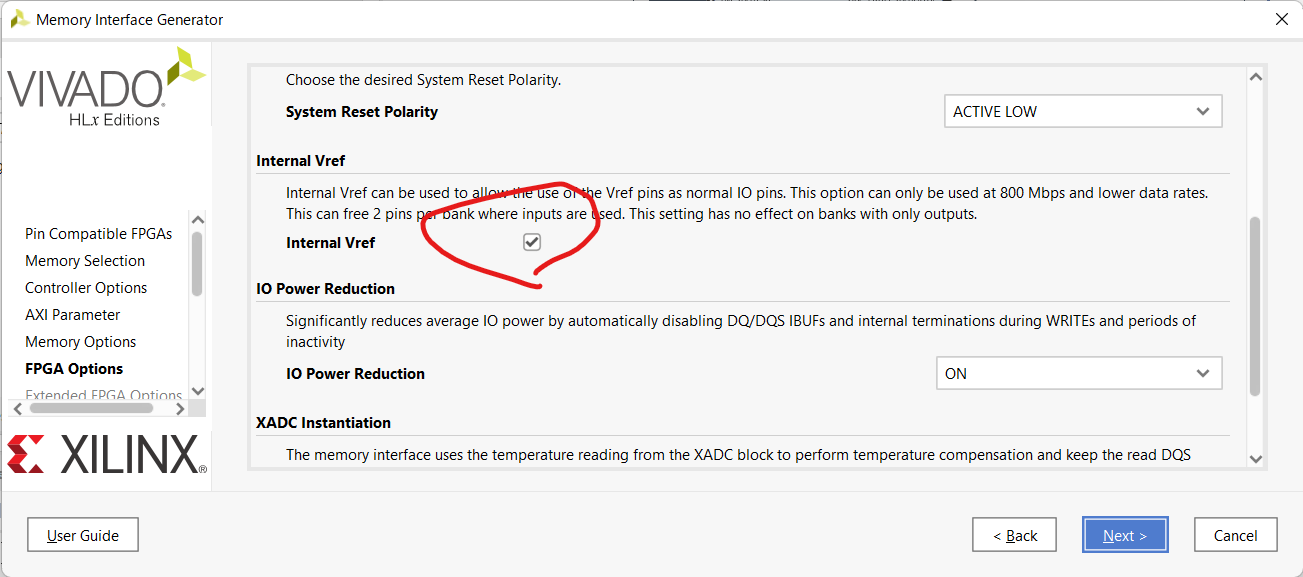 Memory Interface Generator
VIVADO
HLx Editions
Pin Compatible FPGAs
Memory Selection
Controller Options
AXI Parameter
Memory Options
FPGA Options
Extended FPGA Options
XILINX®
Choose the desired System Reset Polarity.
System Reset Polarity
ACTIVE LOW
Internal Vref
Internal Vref can be used to allow the use of the Vref pins as normal IO pins. This option can only be used at 800 Mbps and lower data rates.
This can free 2 pins per bank where inputs are used. This setting has no effect on banks with only outputs.
Internal Vref
IO Power Reduction
Significantly reduces average IO power by automatically disabling DQ/DQS IBUFs and internal terminations during WRITEs and periods of
inactivity
IO Power Reduction
ON
XADC Instantiation
The memory interface uses the temperature reading from the XADC block to perform temperature compensation and keep the read DQS
User Guide
< Back
Next >
Cancel